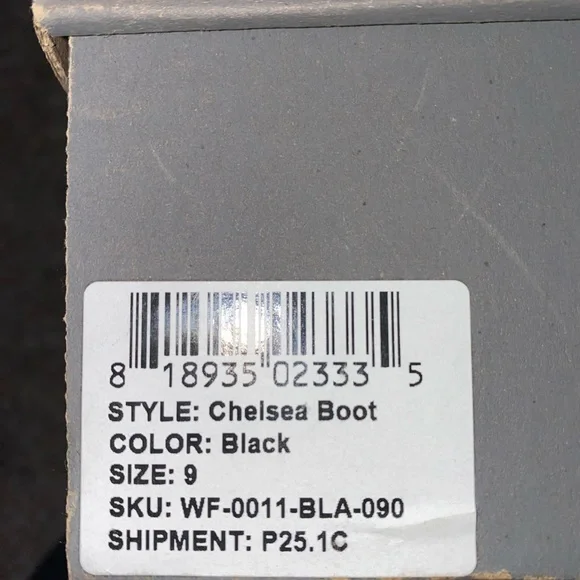 8 18935 02333 5
STYLE: Chelsea Boot
COLOR: Black
SIZE: 9
SKU: WF-0011-BLA-090
SHIPMENT: P25.1C